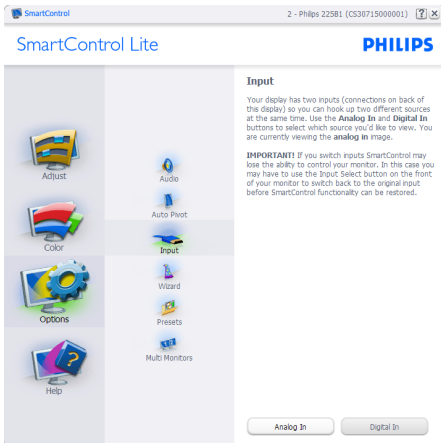 SmartControl
2 - Philips 225B1 (CS30715000001)
SmartControl Lite
PHILIPS
Adjust
Color
Options
Help
Audio
Auto Pivot
Input
Wizard
Presets
Multi Monitors
Input
Your display has two inputs (connections on back of
this display) so you can hook up two different sources
at the same time. Use the Analog In and Digital In
buttons to select which source you'd like to view. You
are currently viewing the analog in image.
IMPORTANT! If you switch inputs SmartControl may
lose the ability to control your monitor. In this case you
may have to use the Input Select button on the front
of your monitor to switch back to the original input
before SmartControl functionality can be restored.
Analog In
Digital In